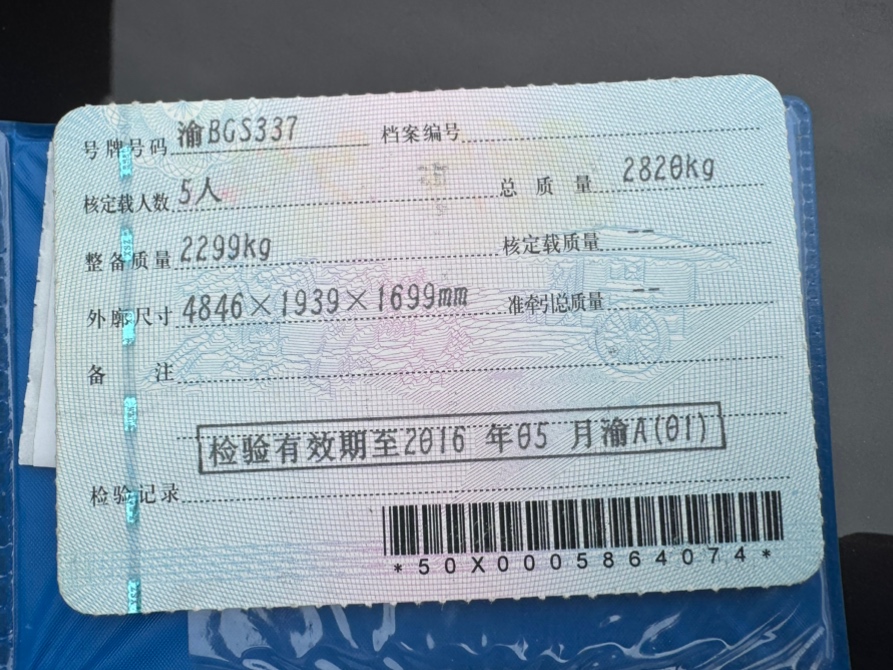 号牌号码 渝BGS337 档案编号
核定载人数 5人 总质量 2820kg
整备质量 2299kg 核定载质量 --
外廓尺寸 4846×1939×1699mm 准牵引总质量 --
备注
检验有效期至2016 年05 月渝A(01)
检验记录
*50X0005864074*